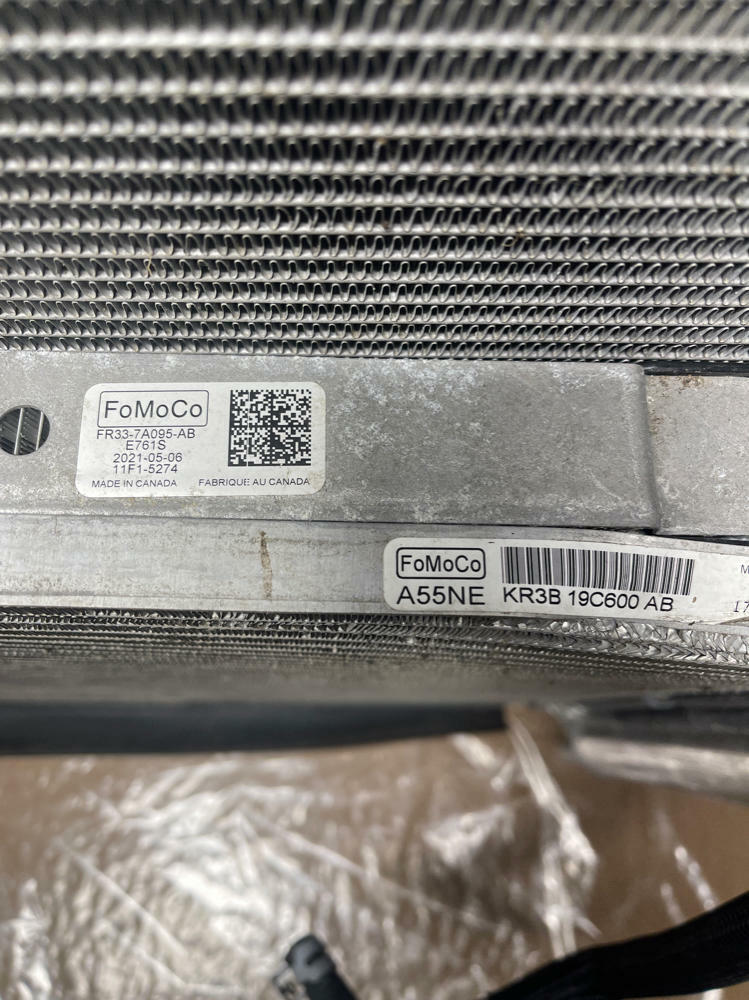 FoMoCo
FR33-7A095-AB
E761S
2021-05-06
11F1-5274
MADE IN CANADA FABRIQUE AU CANADA
FoMoCo
A55NE KR3B 19C600 AB
M
17